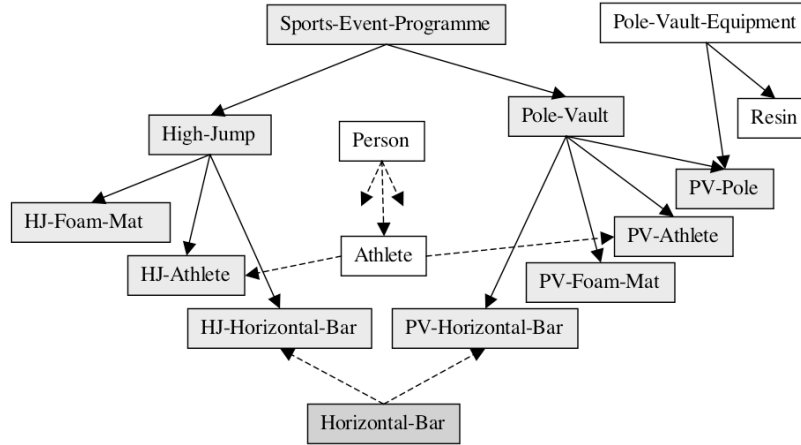 Sports-Event-Programme
Pole-Vault-Equipment
Resin
High-Jump
Pole-Vault
Person
PV-Pole
HJ-Foam-Mat
PV-Athlete
HJ-Athlete
Athlete
PV-Foam-Mat
HJ-Horizontal-Bar
PV-Horizontal-Bar
Horizontal-Bar